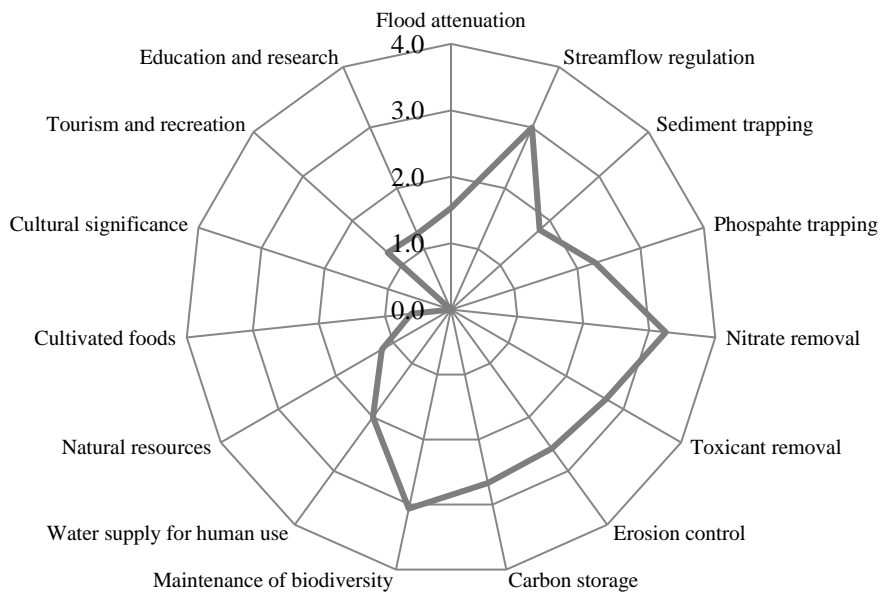 Flood attenuation
4.0
Education and research
Streamflow regulation
3.0
Tourism and recreation
Sediment trapping
2.0
Cultural significance
Phospahte trapping
1.0
0.0
Cultivated foods
Nitrate removal
Natural resources
Toxicant removal
Water supply for human use
Erosion control
Maintenance of biodiversity
Carbon storage